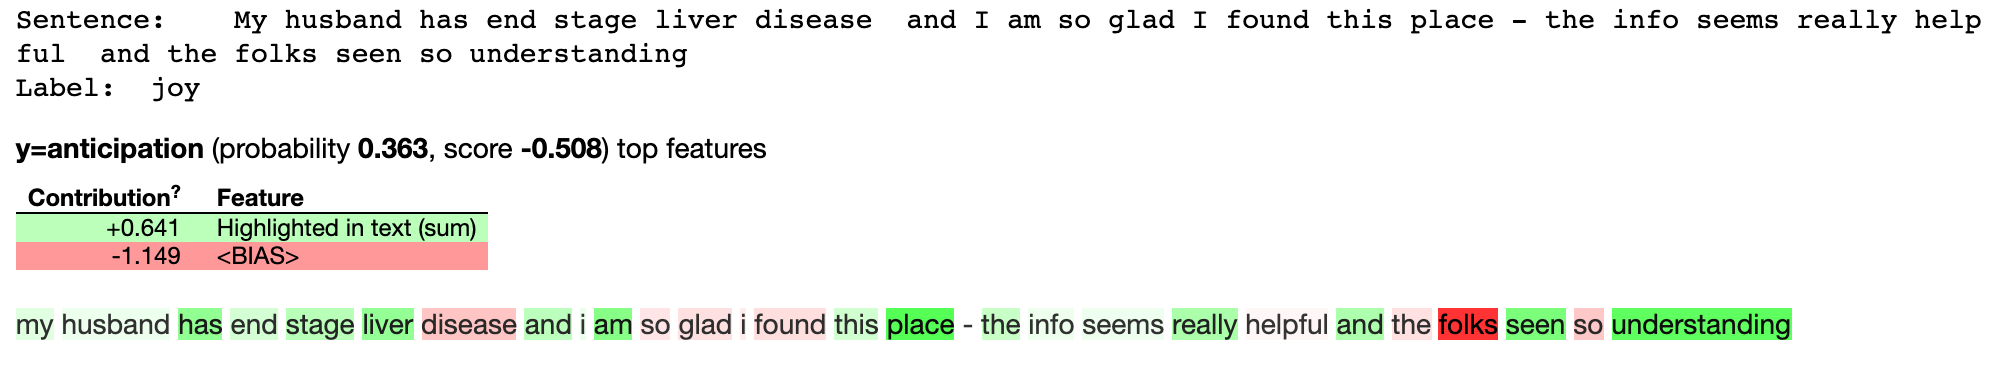 Sentence:    My husband has end stage liver disease  and I am so glad I found this place - the info seems really help
ful  and the folks seen so understanding
Label:  joy
y=anticipation (probability 0.363, score -0.508) top features
Contribution? Feature
+0.641 Highlighted in text (sum)
-1.149 <BIAS>
my husband has end stage liver disease and i am so glad i found this place - the info seems really helpful and the folks seen so understanding